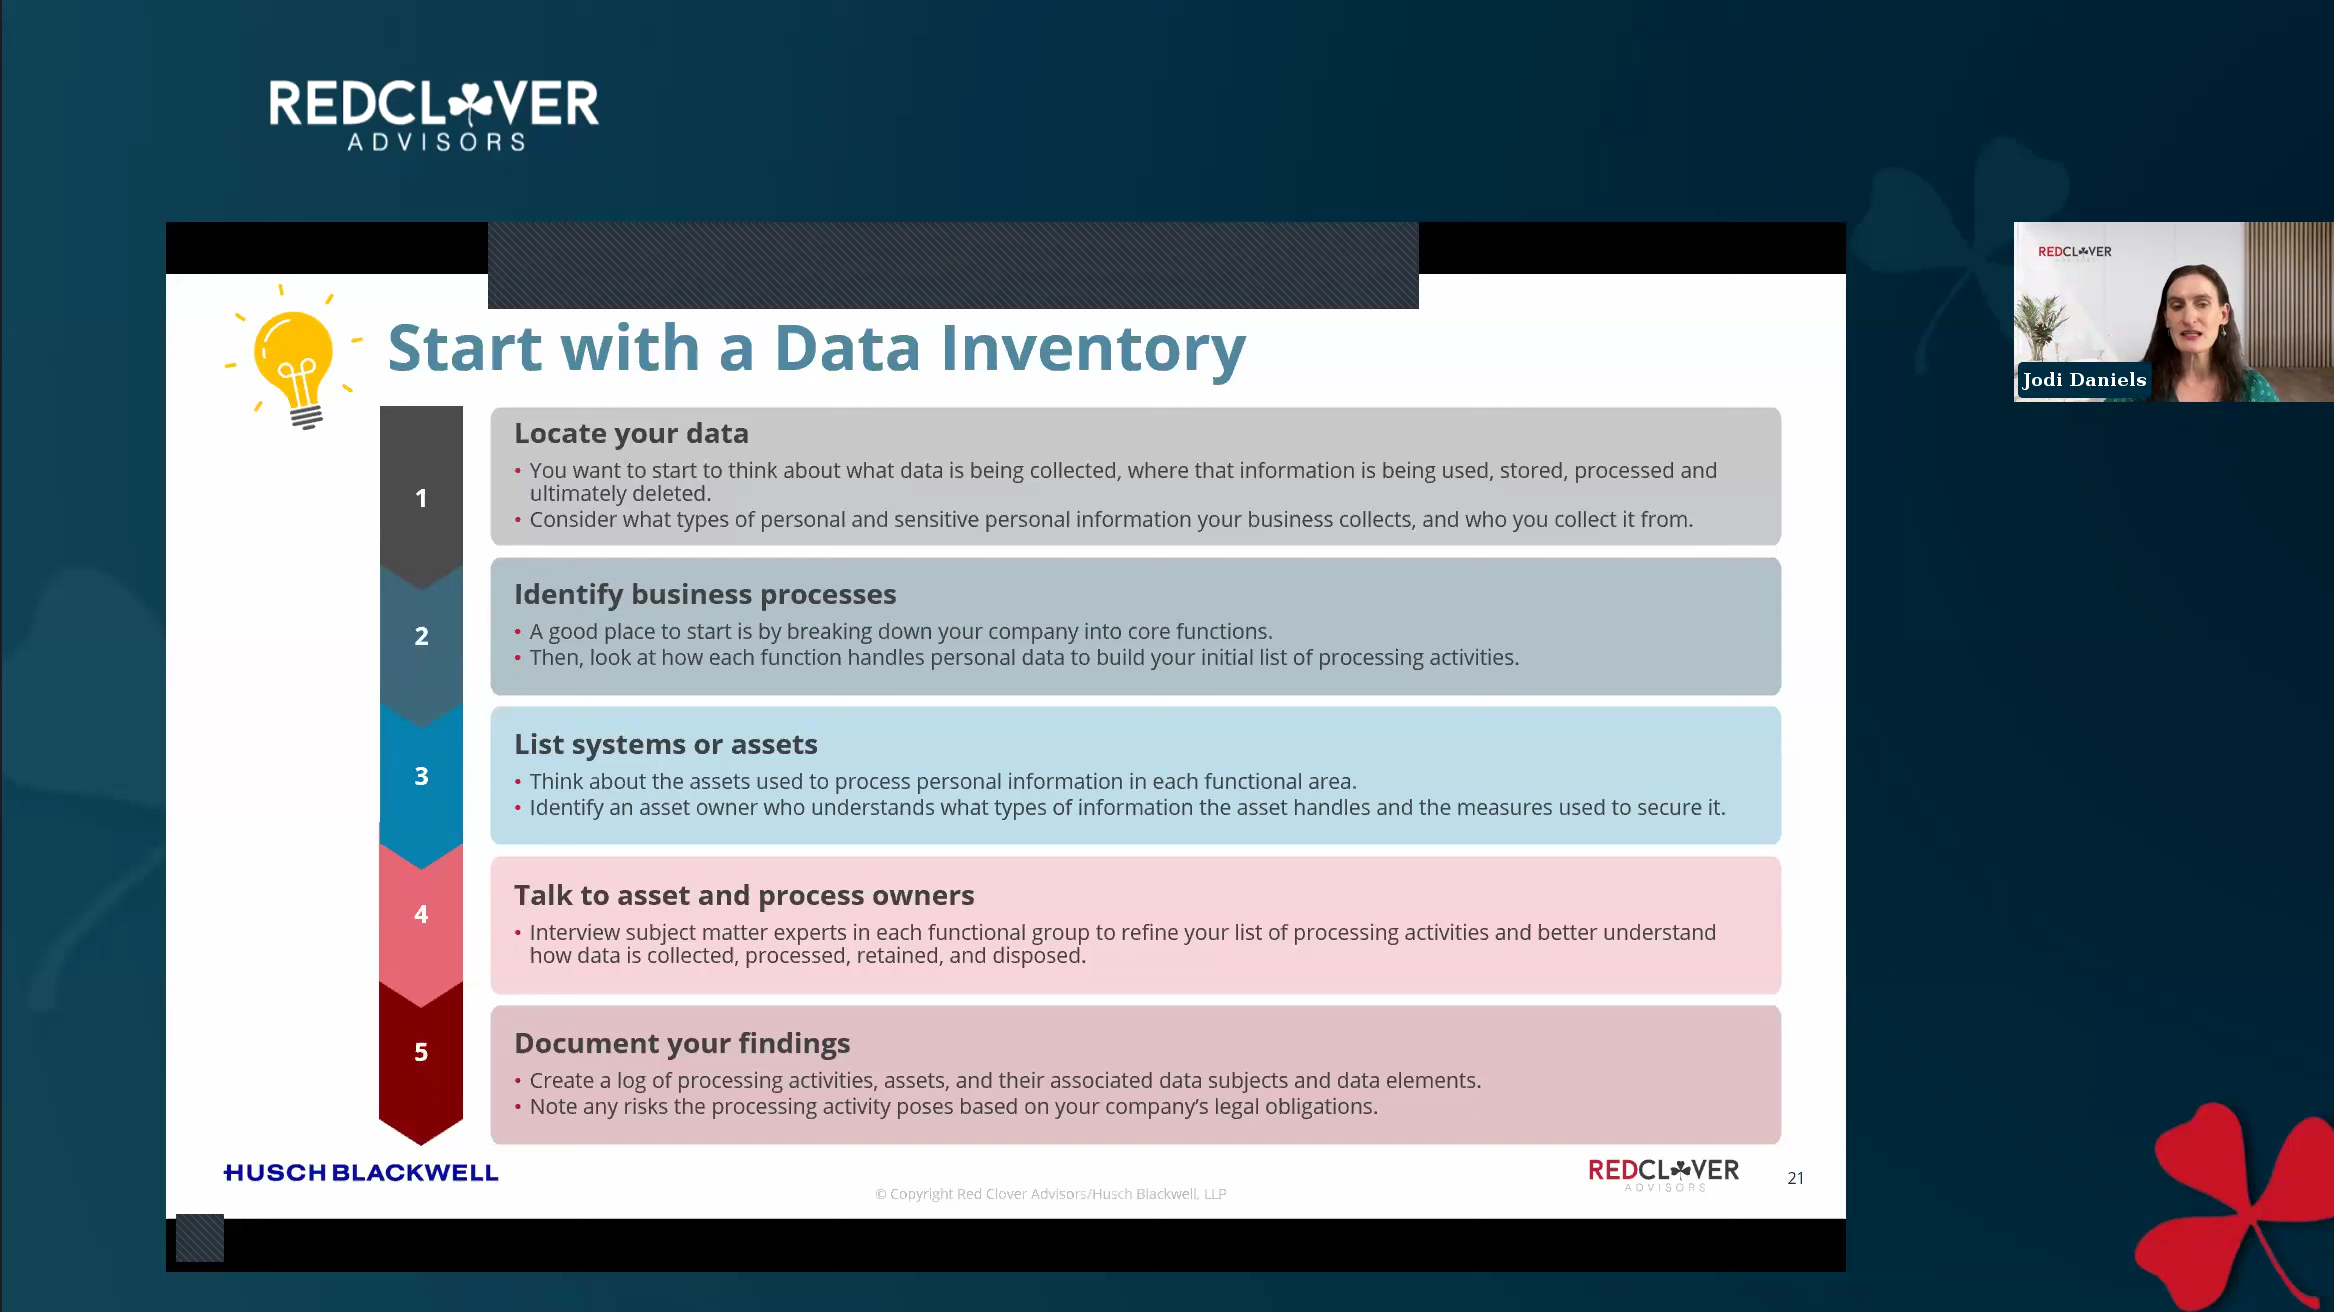 REDCLOVER
ADVISORS
REDCLOVER
Jodi Daniels
Start with a Data Inventory
1
Locate your data
• You want to start to think about what data is being collected, where that information is being used, stored, processed and
ultimately deleted.
• Consider what types of personal and sensitive personal information your business collects, and who you collect it from.
2
Identify business processes
• A good place to start is by breaking down your company into core functions.
• Then, look at how each function handles personal data to build your initial list of processing activities.
3
List systems or assets
• Think about the assets used to process personal information in each functional area.
• Identify an asset owner who understands what types of information the asset handles and the measures used to secure it.
4
Talk to asset and process owners
• Interview subject matter experts in each functional group to refine your list of processing activities and better understand
how data is collected, processed, retained, and disposed.
5
Document your findings
• Create a log of processing activities, assets, and their associated data subjects and data elements.
• Note any risks the processing activity poses based on your company’s legal obligations.
HUSCH BLACKWELL
© Copyright Red Clover Advisors/Husch Blackwell, LLP
REDCLOVER
ADVISORS
21